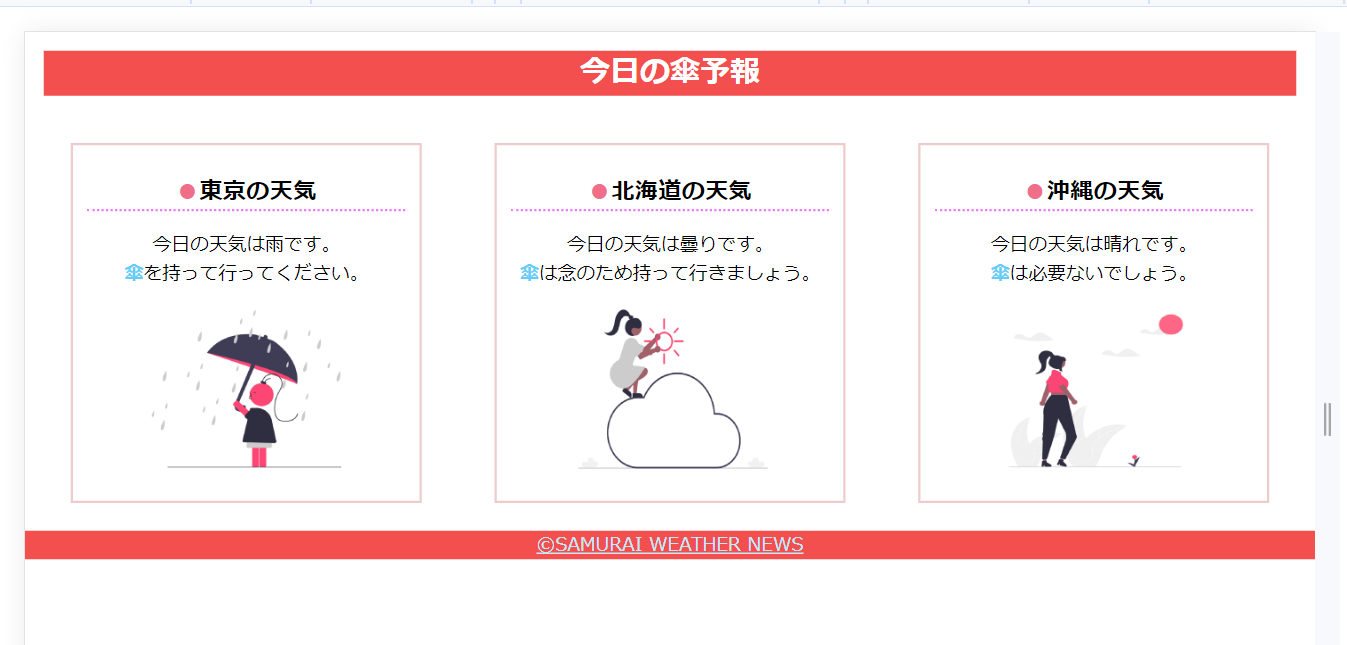 今日の傘予報
●東京の天気
今日の天気は雨です。
傘を持って行ってください。
●北海道の天気
今日の天気は曇りです。
傘は念のため持って行きましょう。
●沖縄の天気
今日の天気は晴れです。
傘は必要ないでしょう。
©SAMURAI WEATHER NEWS